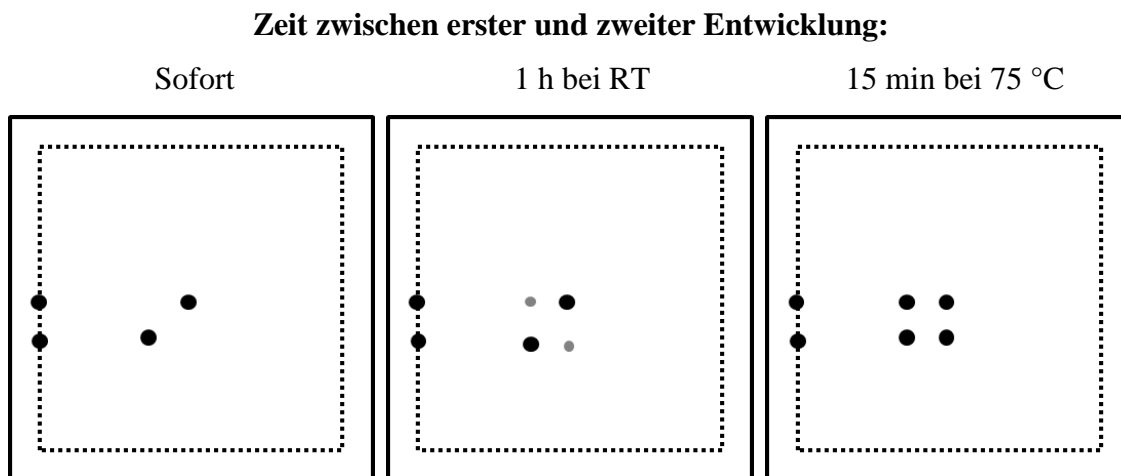 Zeit zwischen erster und zweiter Entwicklung:
Sofort
1 h bei RT
15 min bei 75 °C